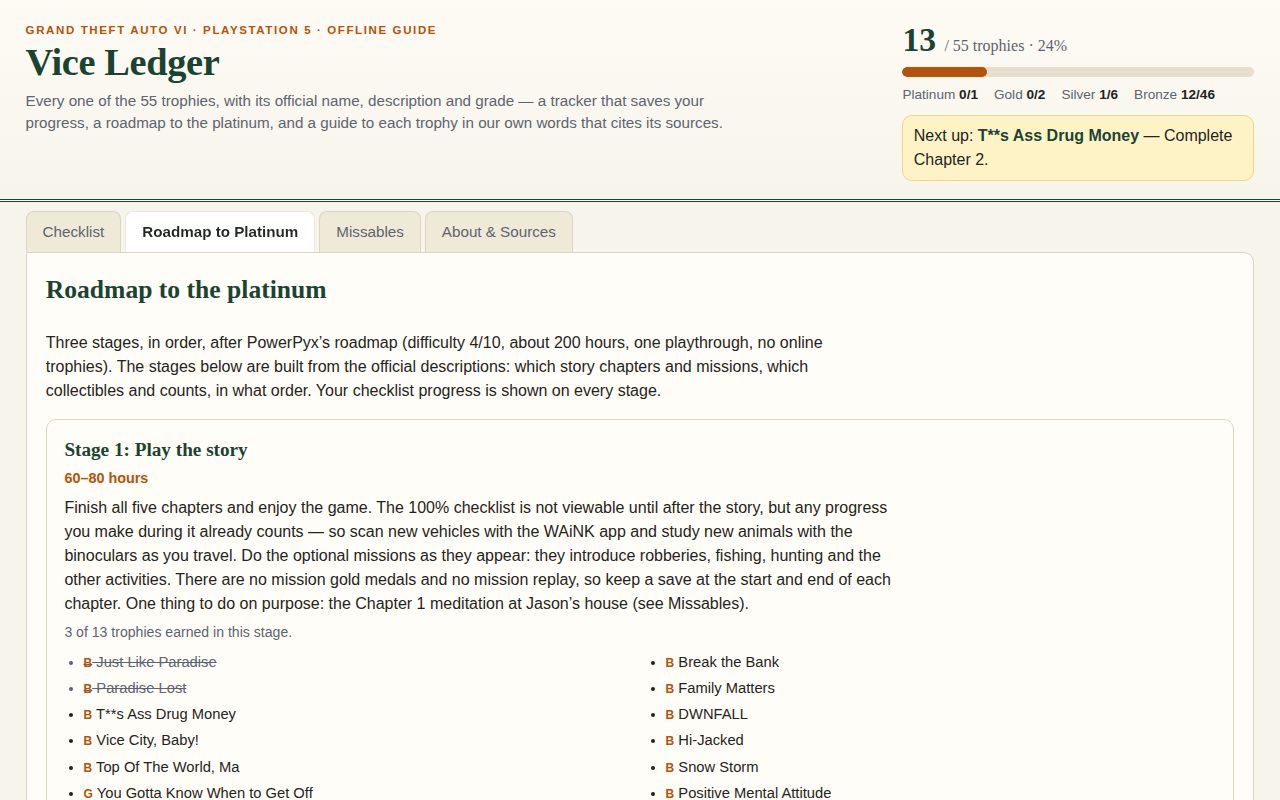 GRAND THEFT AUTO VI · PLAYSTATION 5 · OFFLINE GUIDE
Vice Ledger
Every one of the 55 trophies, with its official name, description and grade — a tracker that saves your
progress, a roadmap to the platinum, and a guide to each trophy in our own words that cites its sources.
13 / 55 trophies · 24%
Platinum 0/1 Gold 0/2 Silver 1/6 Bronze 12/46
Next up: T**s Ass Drug Money — Complete
Chapter 2.
Checklist
Roadmap to Platinum
Missables
About & Sources
Roadmap to the platinum
Three stages, in order, after PowerPyx’s roadmap (difficulty 4/10, about 200 hours, one playthrough, no online
trophies). The stages below are built from the official descriptions: which story chapters and missions, which
collectibles and counts, in what order. Your checklist progress is shown on every stage.
Stage 1: Play the story
60–80 hours
Finish all five chapters and enjoy the game. The 100% checklist is not viewable until after the story, but any progress
you make during it already counts — so scan new vehicles with the WAiNK app and study new animals with the
binoculars as you travel. Do the optional missions as they appear: they introduce robberies, fishing, hunting and the
other activities. There are no mission gold medals and no mission replay, so keep a save at the start and end of each
chapter. One thing to do on purpose: the Chapter 1 meditation at Jason’s house (see Missables).
3 of 13 trophies earned in this stage.
• B Just Like Paradise
• B Paradise Lost
• B T**s Ass Drug Money
• B Vice City, Baby!
• B Top Of The World, Ma
• G You Gotta Know When to Get Off
• B Break the Bank
• B Family Matters
• B DWNFALL
• B Hi-Jacked
• B Snow Storm
• B Positive Mental Attitude